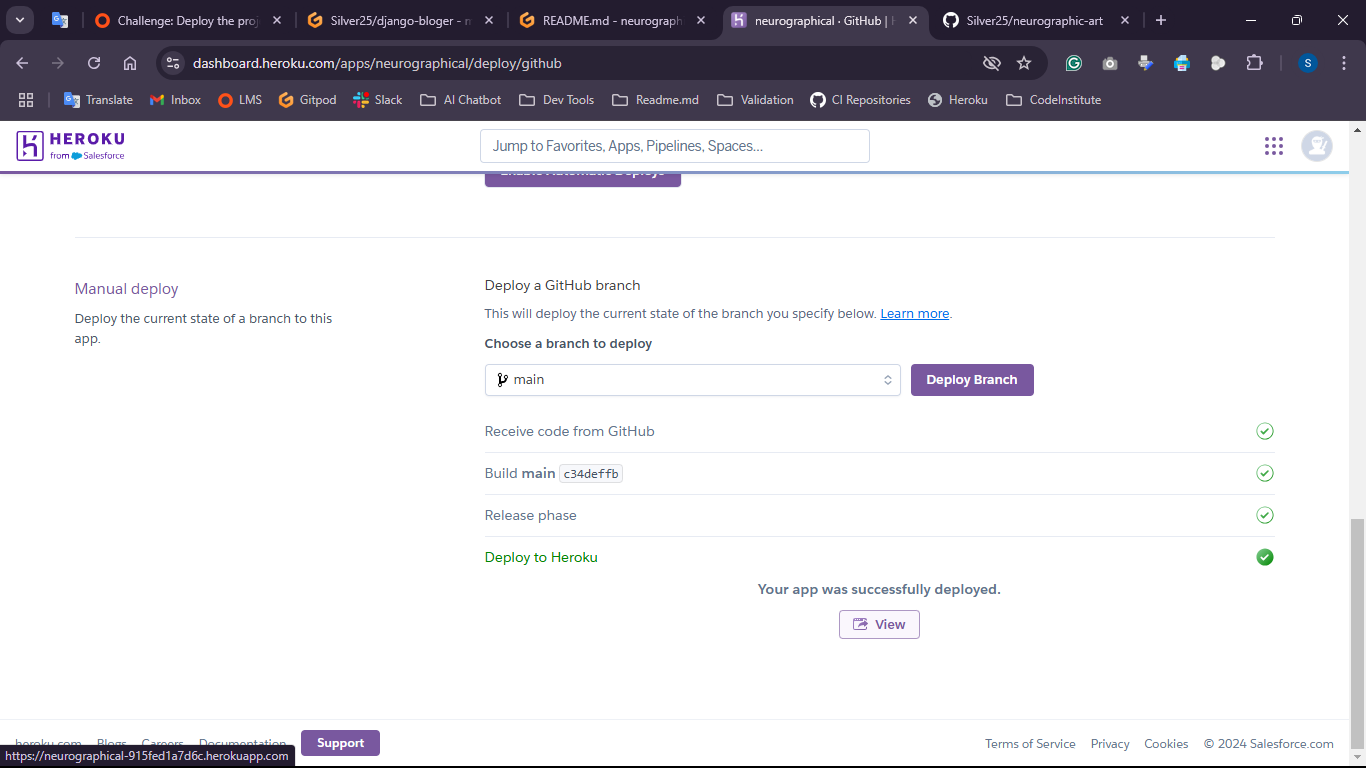 Challenge: Deploy the proj
Silver25/django-bloger - m
README.md - neurograph
neurographical · GitHub | H
Silver25/neurographic-art
dashboard.heroku.com/apps/neurographical/deploy/github
S
Translate
Inbox
LMS
Gitpod
Slack
AI Chatbot
Dev Tools
Readme.md
Validation
CI Repositories
Heroku
CodeInstitute
HEROKU
from Salesforce
Jump to Favorites, Apps, Pipelines, Spaces...
Enable Automatic Deploys
Manual deploy
Deploy the current state of a branch to this
app.
Deploy a GitHub branch
This will deploy the current state of the branch you specify below. Learn more.
Choose a branch to deploy
main
Deploy Branch
Receive code from GitHub
Build main c34deffb
Release phase
Deploy to Heroku
Your app was successfully deployed.
View
heroku.com Blogs Careers Documentation
Support
Terms of Service Privacy Cookies © 2024 Salesforce.com
https://neurographical-915fed1a7d6c.herokuapp.com